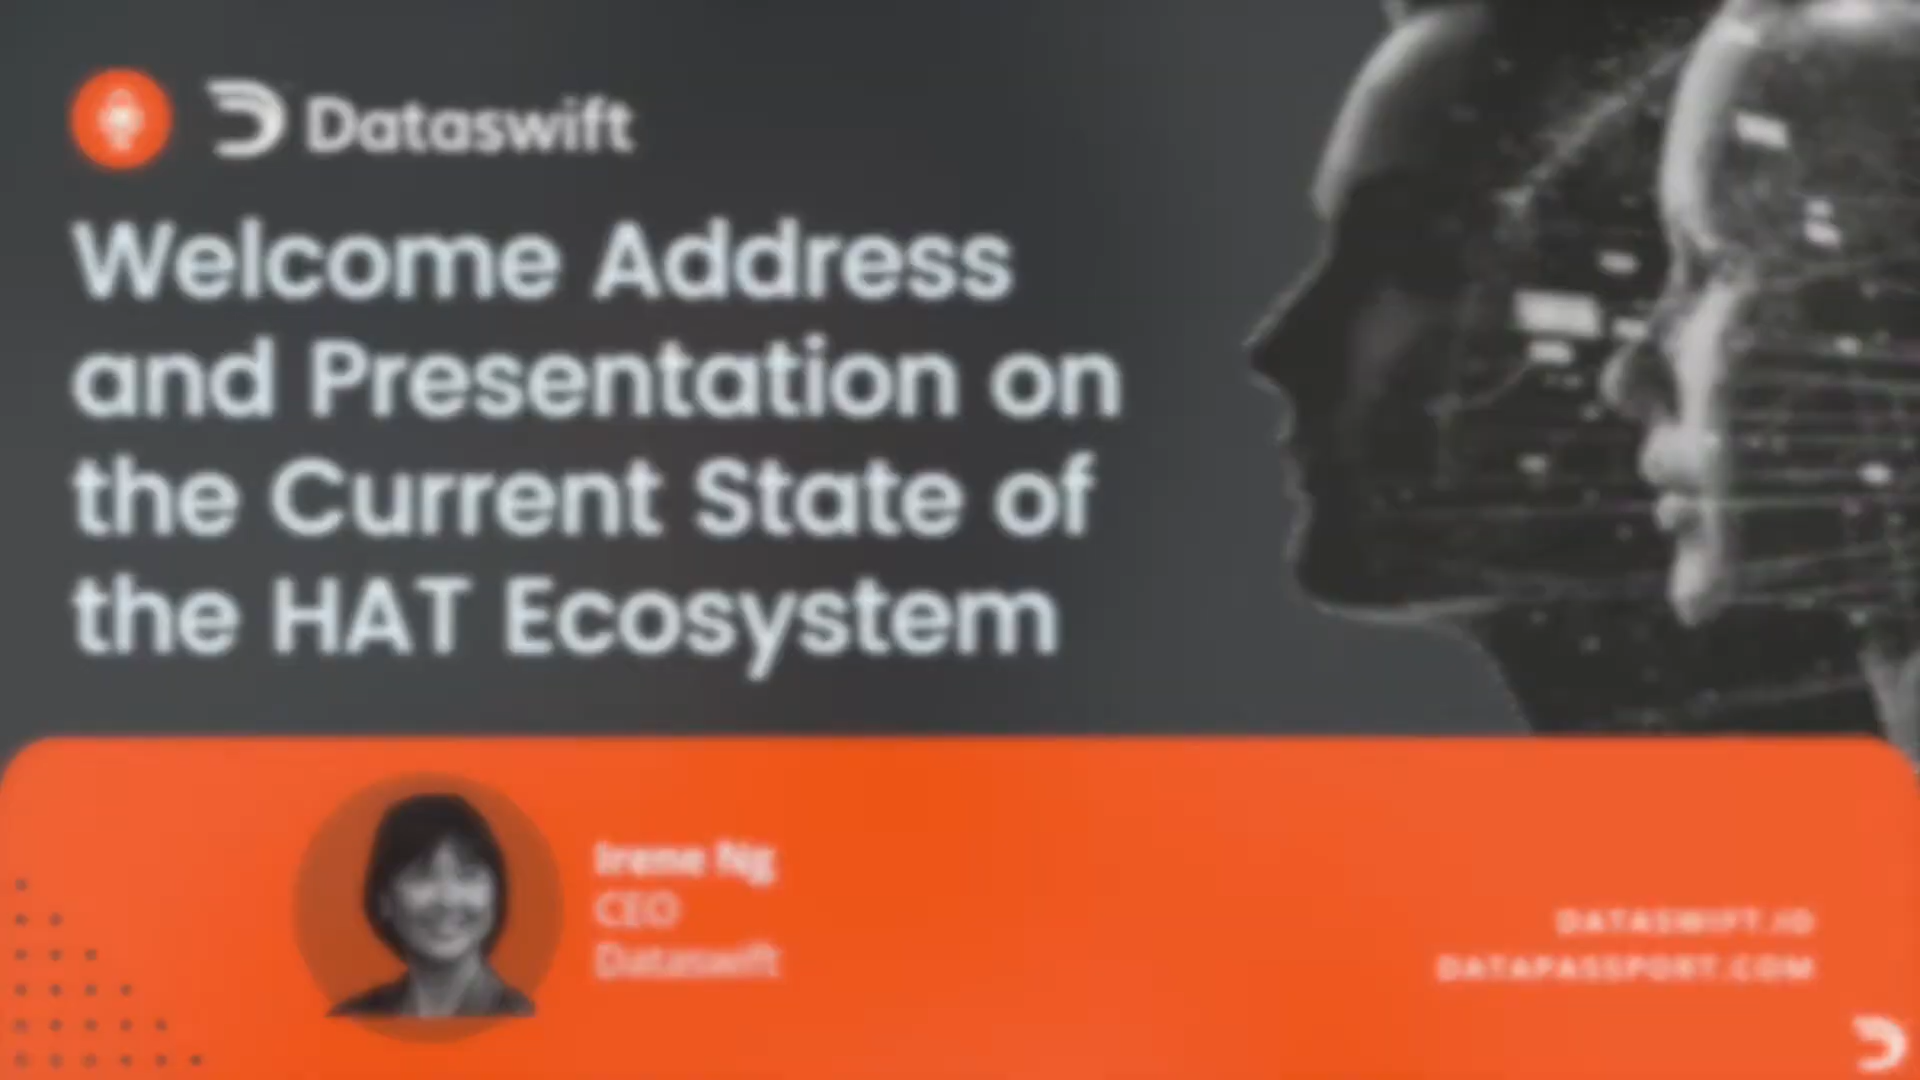 Dataswift
Welcome Address
and Presentation on
the Current State of
the HAT Ecosystem
Irene Ng
CEO
Dataswift
DATASWIFT.IO
DATAPASSPORT.COM